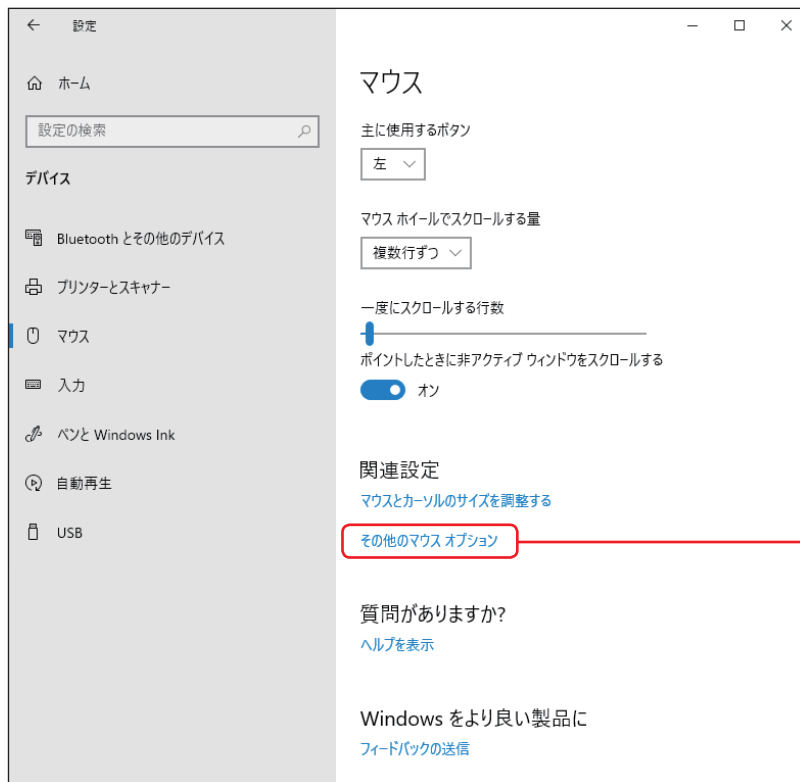 設定
ホーム
設定の検索
デバイス
Bluetooth とその他のデバイス
プリンターとスキャナー
マウス
入力
ペンと Windows Ink
自動再生
USB
マウス
主に使用するボタン
左
マウス ホイールでスクロールする量
複数行ずつ
一度にスクロールする行数
ポイントしたときに非アクティブ ウィンドウをスクロールする
オン
関連設定
マウスとカーソルのサイズを調整する
その他のマウス オプション
質問がありますか?
ヘルプを表示
Windows をより良い製品に
フィードバックの送信